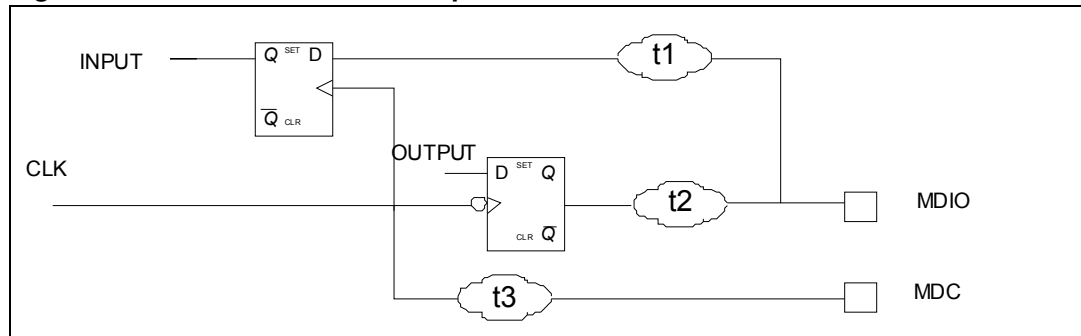 INPUT
Q SET D
Q CLR
t1
OUTPUT
CLK
D SET Q
CLR Q
t2
MDIO
t3
MDC